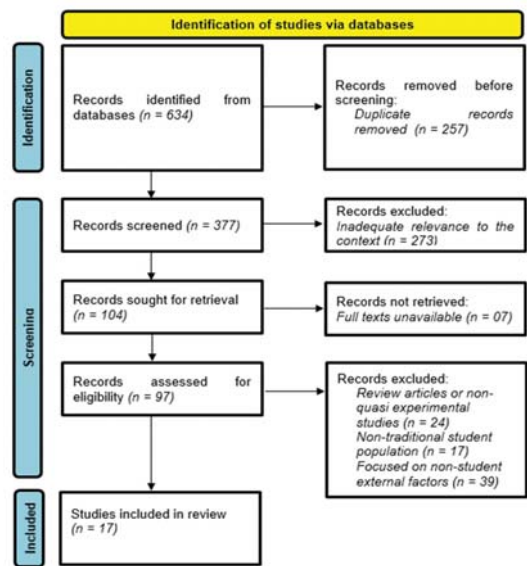 Identification of studies via databases
Identification
Records identified from
databases (n = 634)
Records removed before
screening:
Duplicate records
removed (n = 257)
Screening
Records screened (n = 377)
Records excluded:
Inadequate relevance to the
context (n = 273)
Records sought for retrieval
(n = 104)
Records not retrieved:
Full texts unavailable (n = 07)
Records assessed for
eligibility (n = 97)
Records excluded:
Review articles or non-
quasi experimental
studies (n = 24)
Non-traditional student
population (n = 17)
Focused on non-student
external factors (n = 39)
Included
Studies included in review
(n = 17)